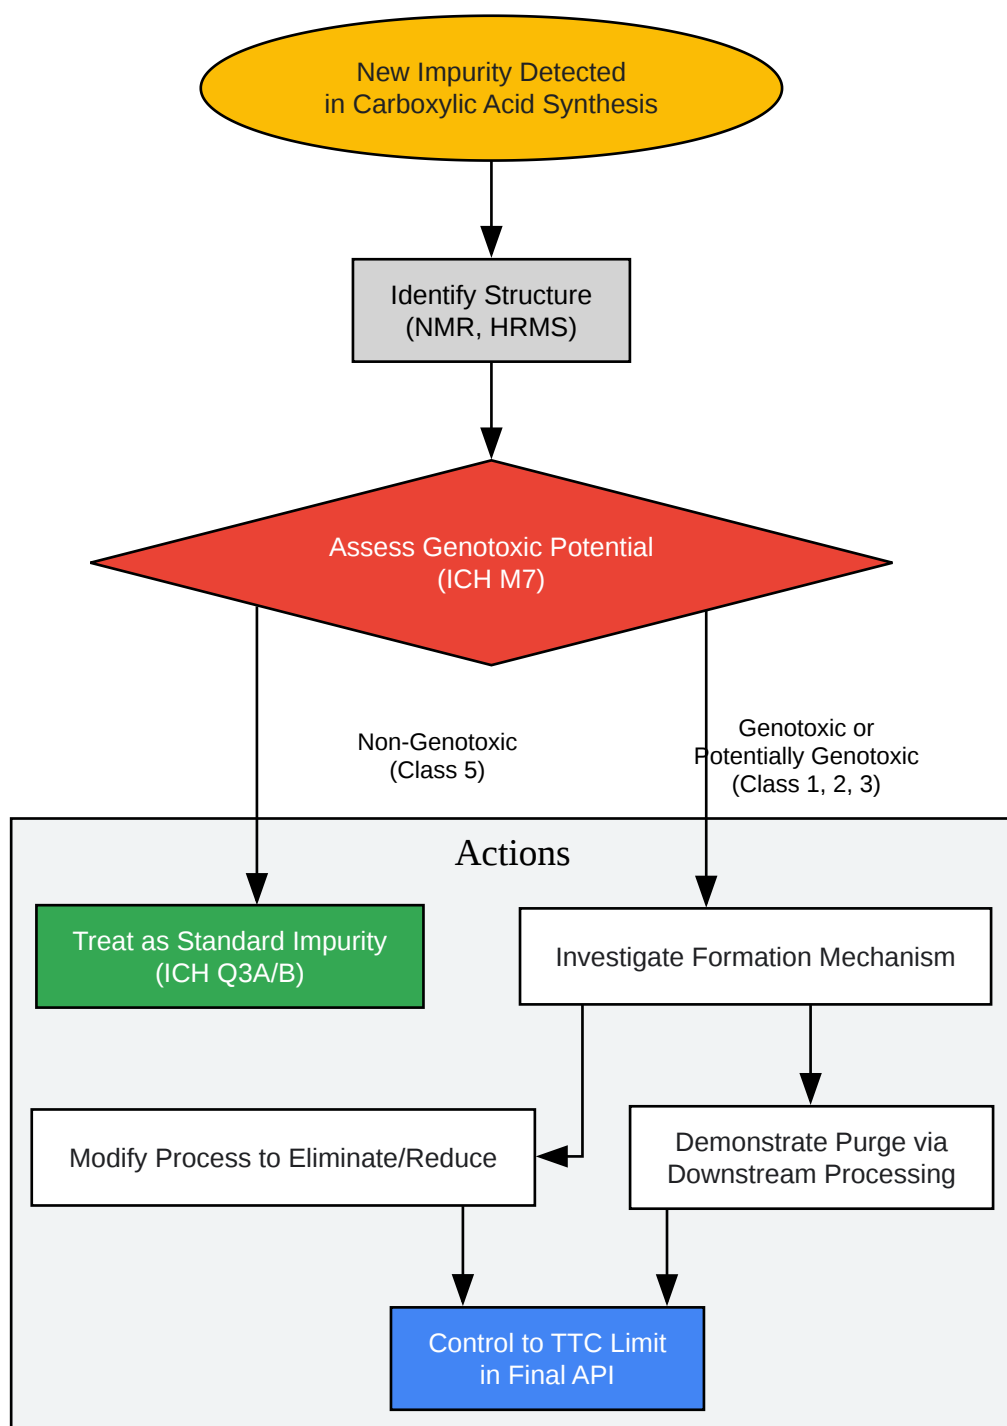 New Impurity Detected
in Carboxylic Acid Synthesis
Identify Structure
(NMR, HRMS)
Assess Genotoxic Potential
(ICH M7)
Non-Genotoxic
(Class 5)
Genotoxic or
Potentially Genotoxic
(Class 1, 2, 3)
Actions
Treat as Standard Impurity
(ICH Q3A/B)
Investigate Formation Mechanism
Modify Process to Eliminate/Reduce
Demonstrate Purge via
Downstream Processing
Control to TTC Limit
in Final API